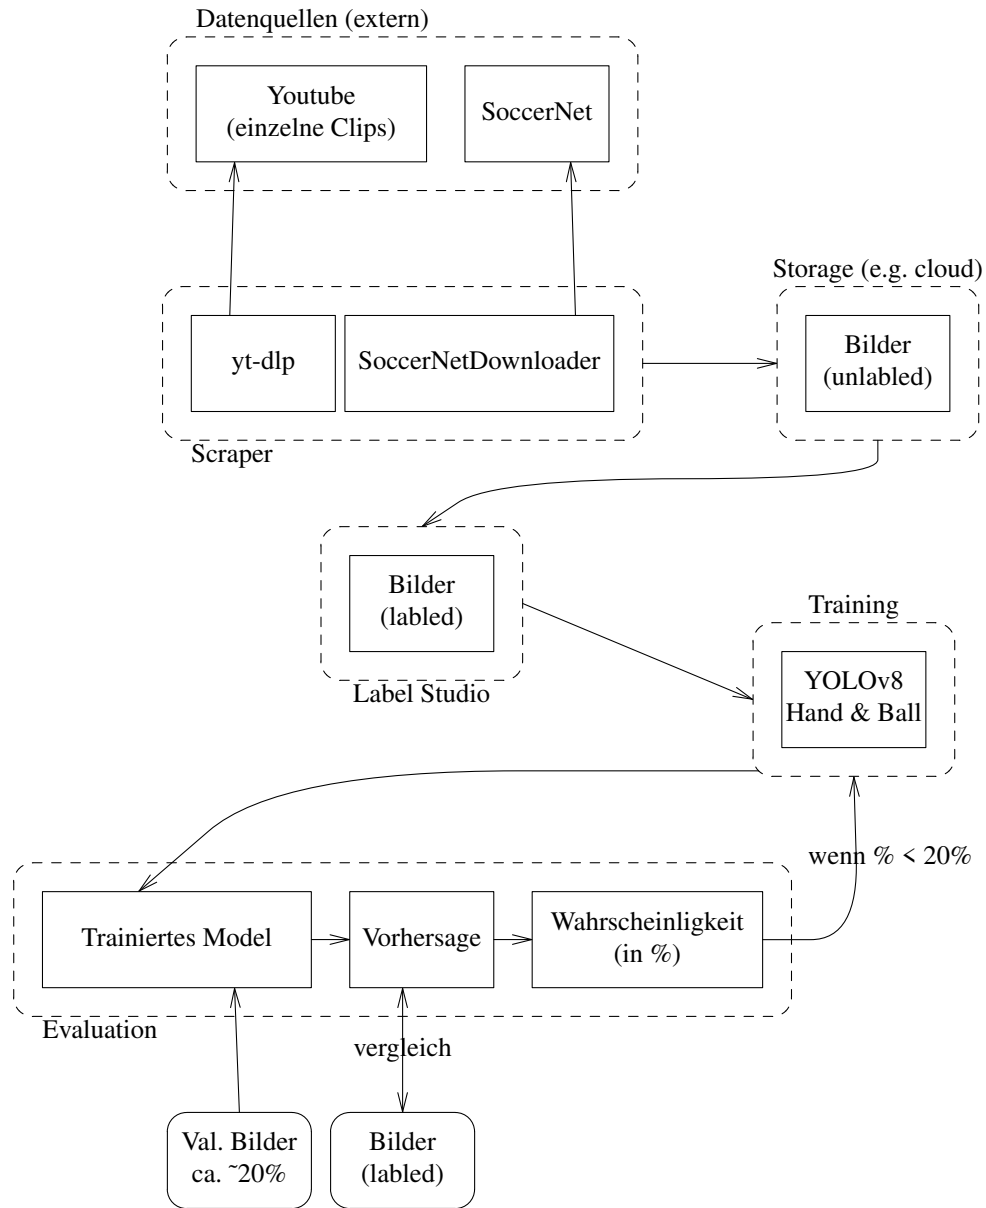 Datenquellen (extern)
Youtube
(einzelne Clips)
SoccerNet
Storage (e.g. cloud)
yt-dlp
SoccerNetDownloader
Bilder
(unlabled)
Scraper
Bilder
(labled)
Label Studio
Training
YOLOv8
Hand & Ball
wenn % < 20%
Trainiertes Model
Vorhersage
Wahrscheinligkeit
(in %)
Evaluation
vergleich
Val. Bilder
ca. ~20%
Bilder
(labled)